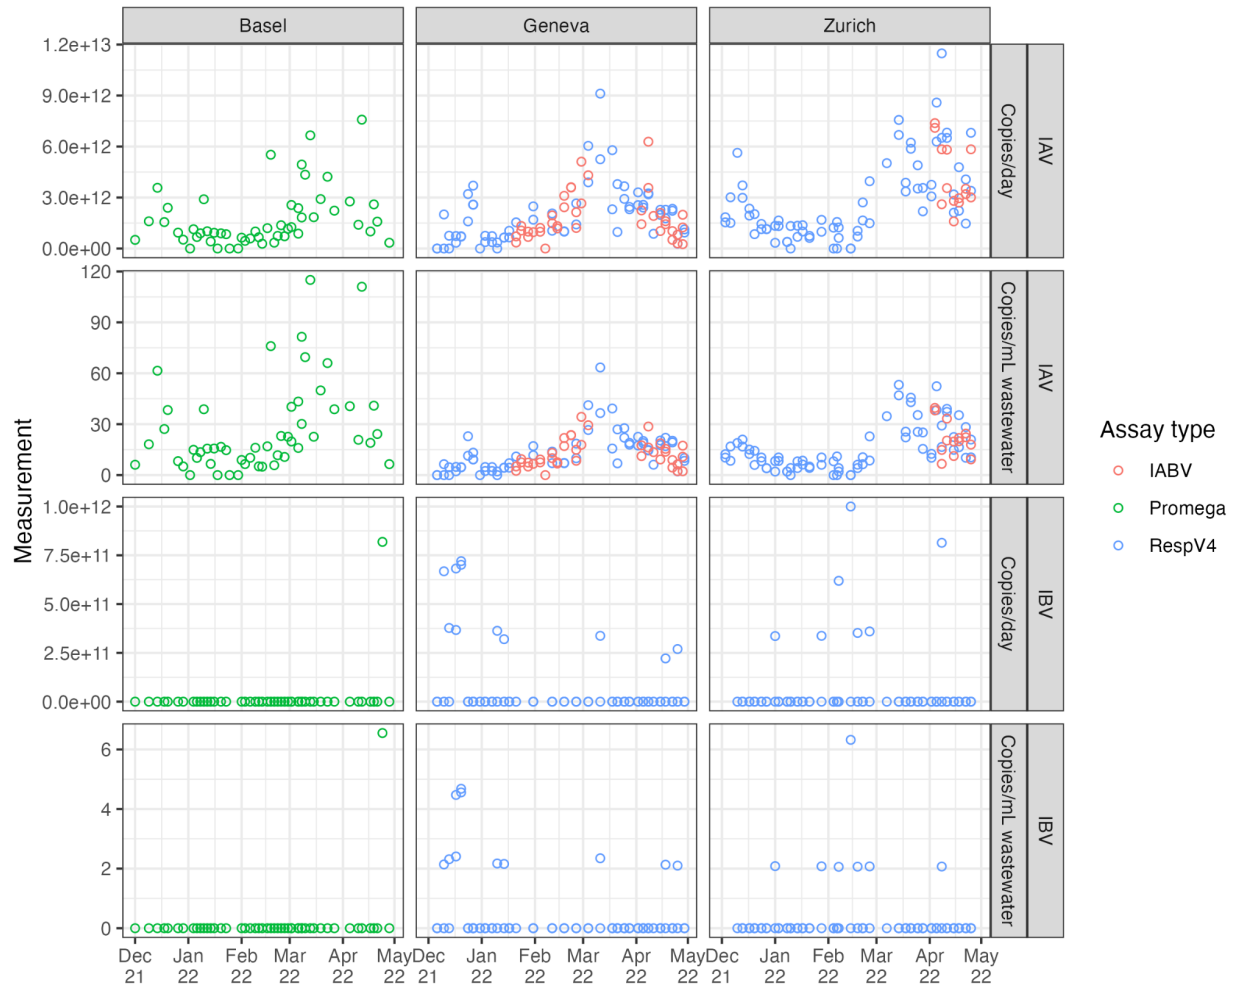 Basel Geneva Zurich
1.2e+13
9.0e+12
6.0e+12
3.0e+12
0.0e+00
Copies/day
IAV
120
90
60
30
0
Copies/mL wastewater
IAV
Measurement
1.0e+12
7.5e+11
5.0e+11
2.5e+11
0.0e+00
Copies/day
IBV
6
4
2
0
Copies/mL wastewater
IBV
Dec Jan Feb Mar Apr May Dec Jan Feb Mar Apr May Dec Jan Feb Mar Apr May
21 22 22 22 22 22 21 22 22 22 22 22 21 22 22 22 22 22
Assay type
IABV
Promega
RespV4